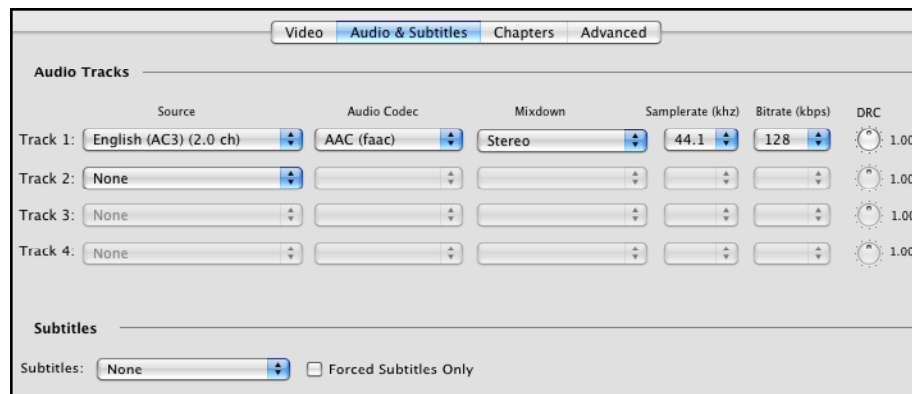 Video Audio & Subtitles Chapters Advanced
Audio Tracks
Source Audio Codec Mixdown Samplerate (khz) Bitrate (kbps) DRC
Track 1: English (AC3) (2.0 ch) AAC (faac) Stereo 44.1 128 1.00
Track 2: None 1.00
Track 3: None 1.00
Track 4: None 1.00
Subtitles
Subtitles: None Forced Subtitles Only